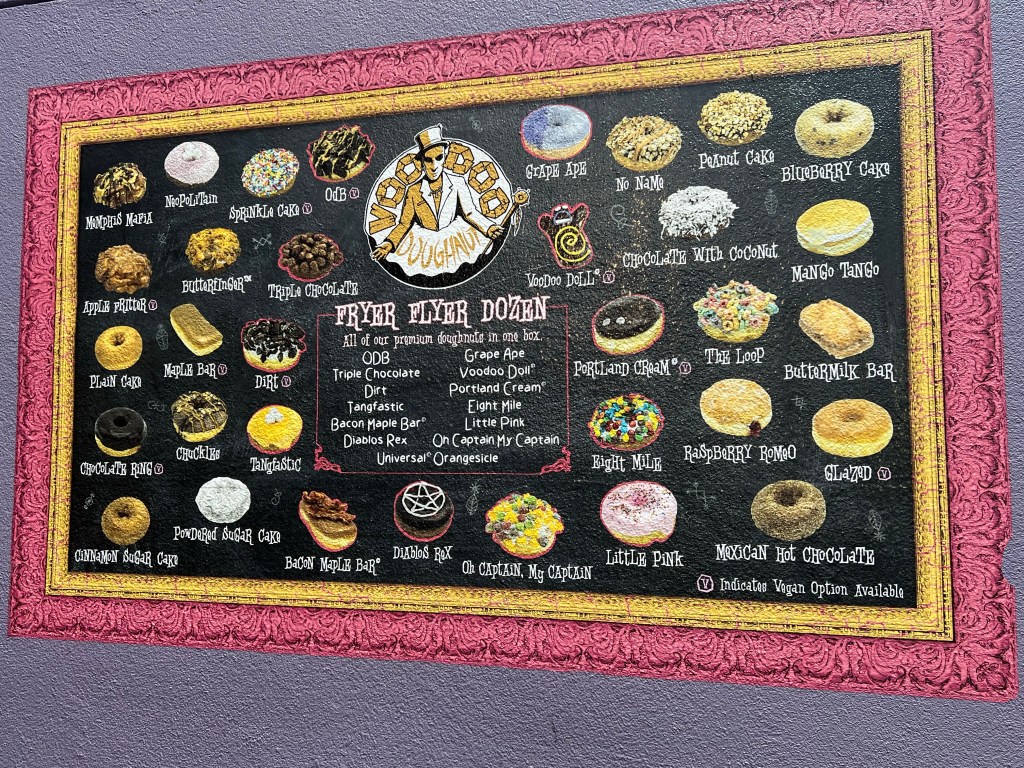 VOODOO
DOUGHNUT
Memphis Mafia
Neopolitain
Sprinkle Cake Ⓥ
ODB Ⓥ
Grape Ape
No Name
Peanut Cake
Blueberry Cake
Apple Fritter Ⓥ
Butterfinger™
Triple Chocolate
Voodoo Doll® Ⓥ
Chocolate With Coconut
Mango Tango
Plain Cake
Maple Bar Ⓥ
Dirt Ⓥ
Portland Cream® Ⓥ
The Loop
Buttermilk Bar
Chocolate Ring Ⓥ
Chuckles
Tangfastic
Eight Mile
Raspberry Romeo
Glazed Ⓥ
Cinnamon Sugar Cake
Powdered Sugar Cake
Bacon Maple Bar®
Diablos Rex
Oh Captain, My Captain
Little Pink
Mexican Hot Chocolate
Fryer Flyer Dozen
All of our premium doughnuts in one box.
ODB Grape Ape
Triple Chocolate Voodoo Doll®
Dirt Portland Cream®
Tangfastic Eight Mile
Bacon Maple Bar® Little Pink
Diablos Rex Oh Captain My Captain
Universal® Orangesicle
Ⓥ Indicates Vegan Option Available